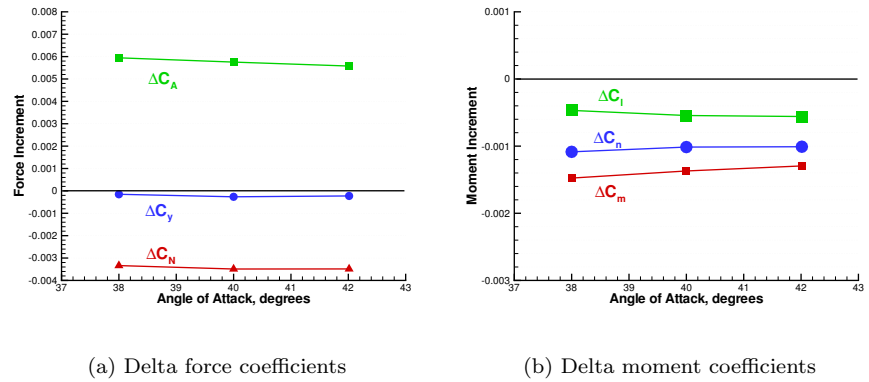 0.008
0.007
0.006
0.005
0.004
0.003
0.002
0.001
0
-0.001
-0.002
-0.003
-0.004
Force Increment
ΔC_A
ΔC_y
ΔC_N
37 38 39 40 41 42 43
Angle of Attack, degrees
(a) Delta force coefficients
0.001
0
-0.001
-0.002
-0.003
Moment Increment
ΔC_l
ΔC_n
ΔC_m
37 38 39 40 41 42 43
Angle of Attack, degrees
(b) Delta moment coefficients